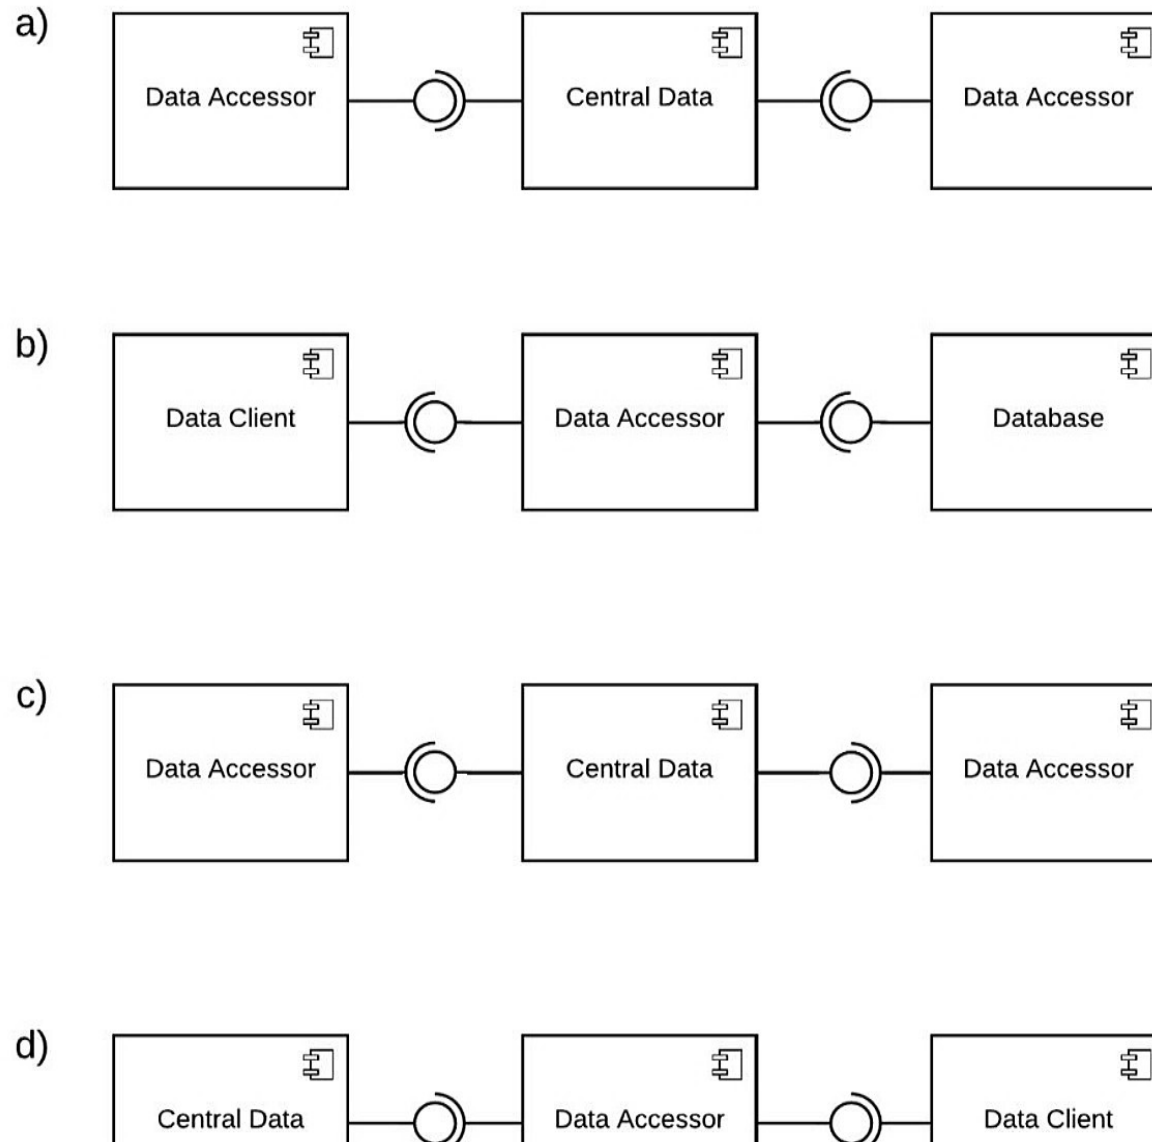 a)
Data Accessor
Central Data
Data Accessor
b)
Data Client
Data Accessor
Database
c)
Data Accessor
Central Data
Data Accessor
d)
Central Data
Data Accessor
Data Client